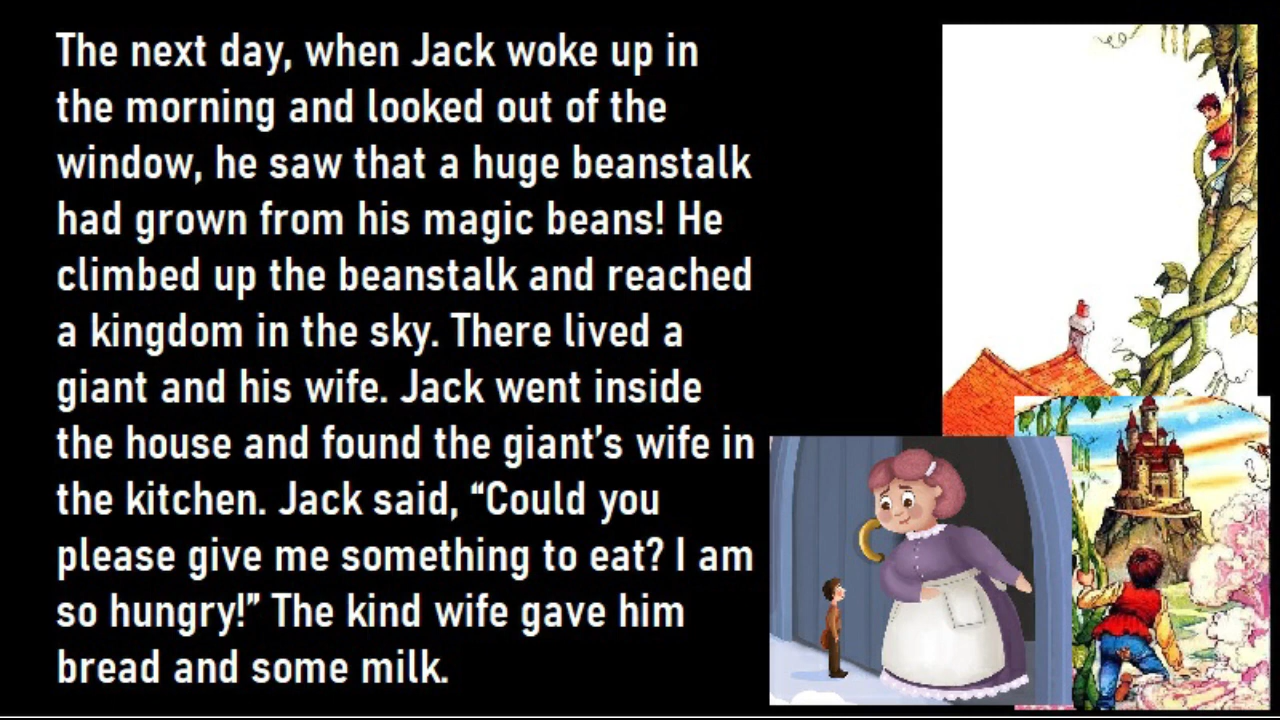 The next day, when Jack woke up in
the morning and looked out of the
window, he saw that a huge beanstalk
had grown from his magic beans! He
climbed up the beanstalk and reached
a kingdom in the sky. There lived a
giant and his wife. Jack went inside
the house and found the giant’s wife in
the kitchen. Jack said, “Could you
please give me something to eat? I am
so hungry!” The kind wife gave him
bread and some milk.